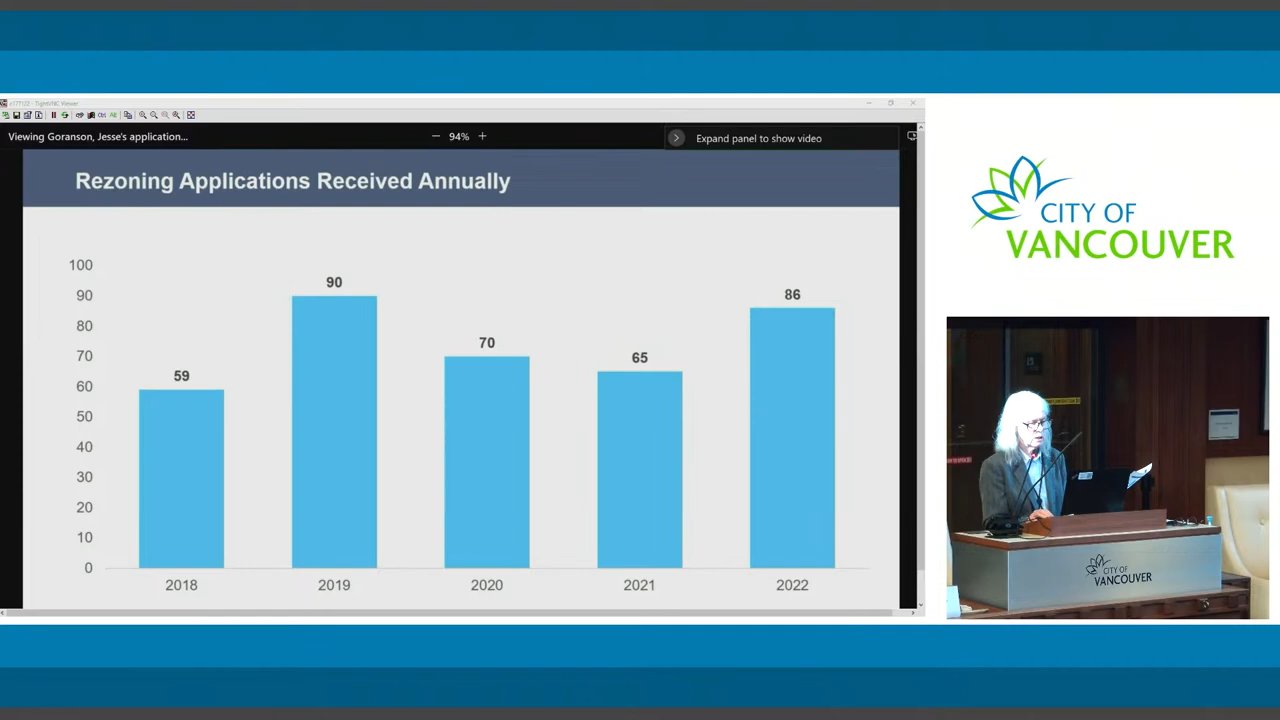 TightVNC Viewer
Viewing Goranson, Jesse's application...
94%
Expand panel to show video
Rezoning Applications Received Annually
100
90
80
70
60
50
40
30
20
10
0
59
90
70
65
86
2018
2019
2020
2021
2022
CITY OF
VANCOUVER
CITY OF
VANCOUVER